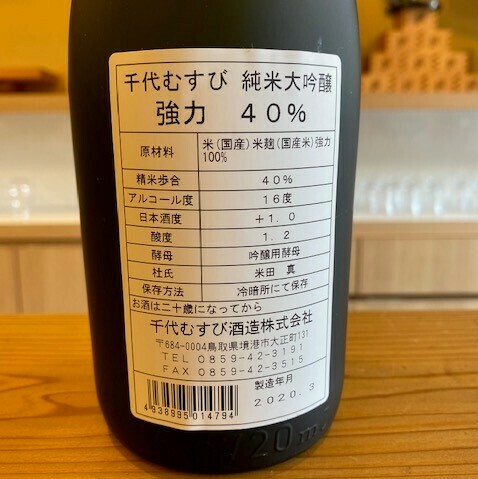 千代むすび 純米大吟醸
強力 40%
原材料 米(国産)米麹(国産米)強力
100%
精米歩合 40%
アルコール度 16度
日本酒度 +1.0
酸度 1.2
酵母 吟醸用酵母
杜氏 米田 真
保存方法 冷暗所にて保存
お酒は二十歳になってから
千代むすび酒造株式会社
〒684-0004鳥取県境港市大正町131
TEL 0859-42-3191
FAX 0859-42-3515
製造年月
2020.3
4938995014794
720m